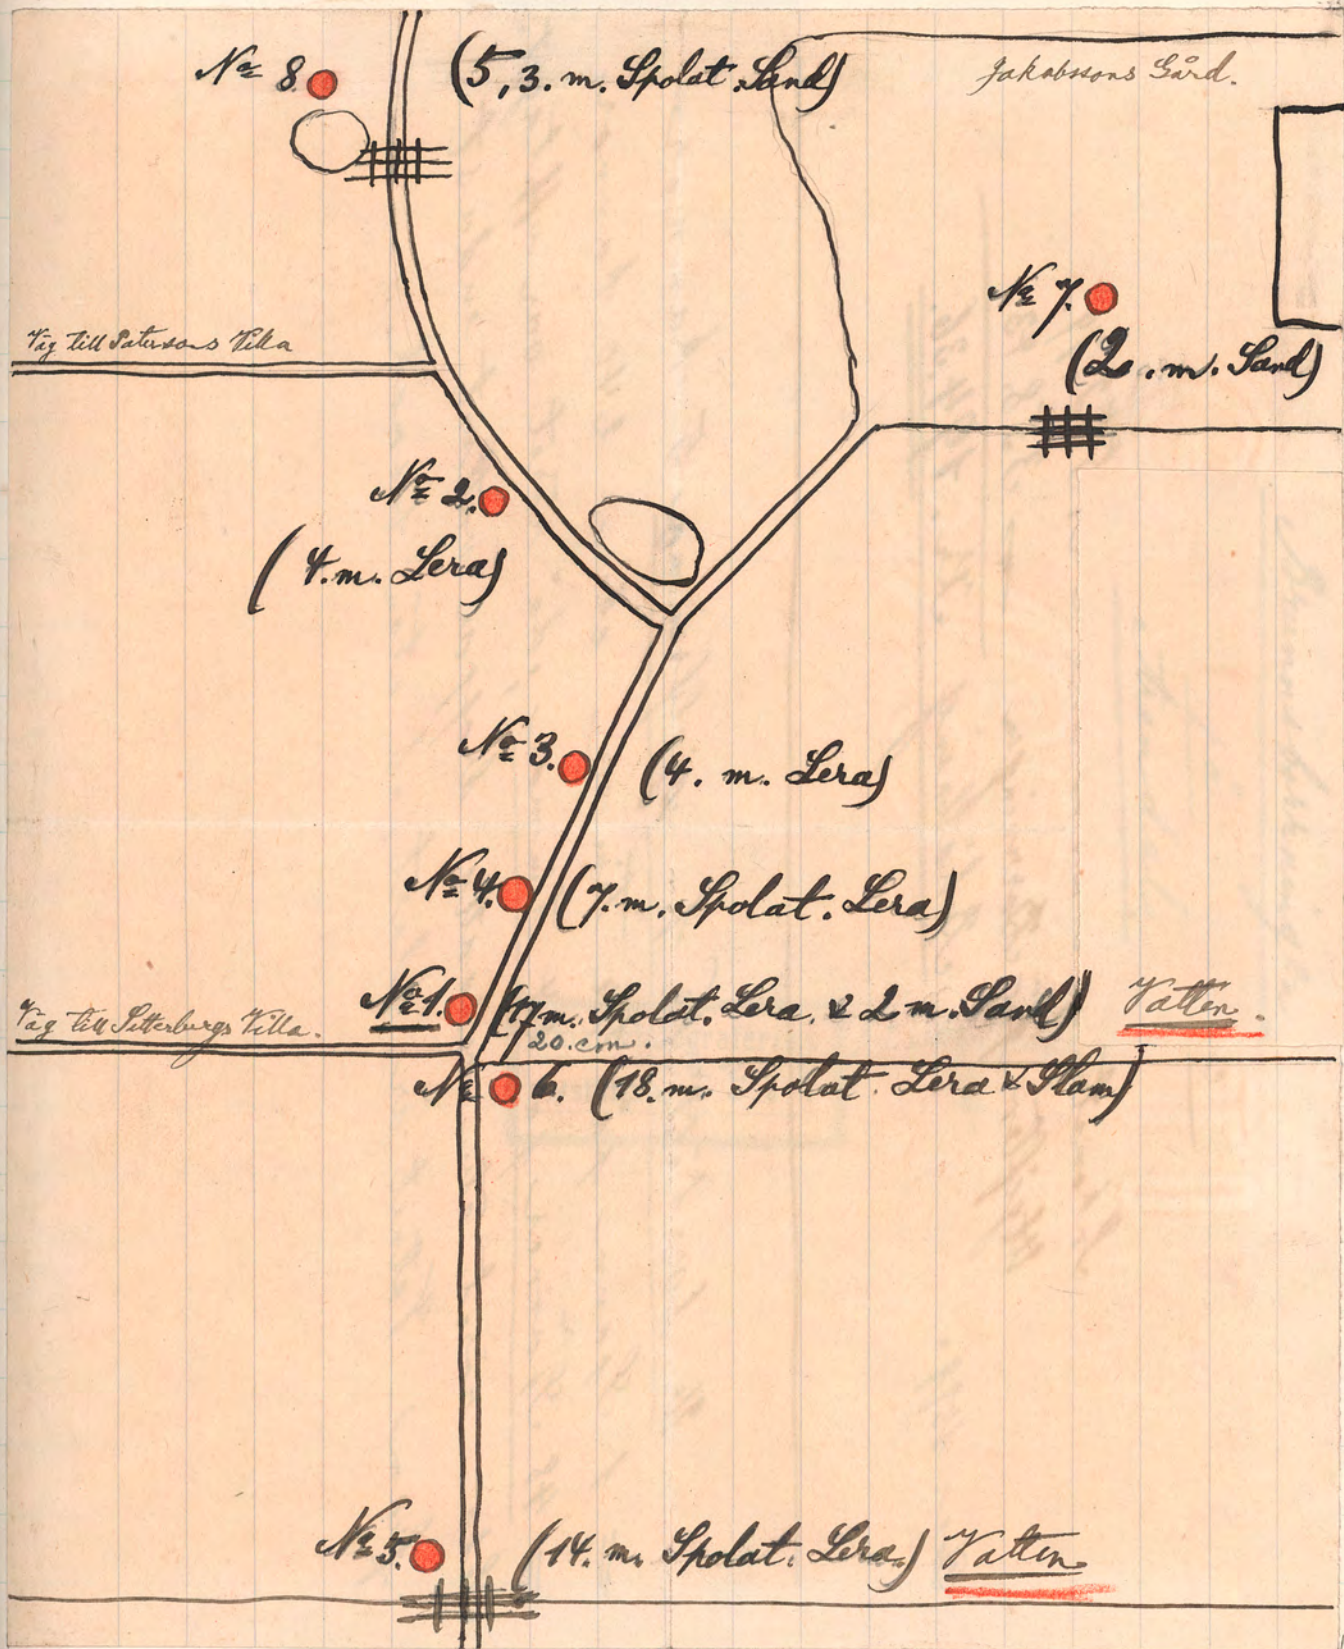 No 8. (5,3. m. Spolat. Sand)
Jakobssons Gård.
No 7.
(2. m. Sand)
Väg till Petersons Villa
No 2.
(4. m. Lera)
No 3. (4. m. Lera)
No 4. (7. m. Spolat. Lera)
No 1. (17 m. Spolat. Lera. & 2 m. Sand) Vatten.
Väg till Petterbergs Villa.
20. cm.
No 6. (18. m. Spolat. Lera & Slam)
No 5. (14. m. Spolat. Lera.) Vatten.